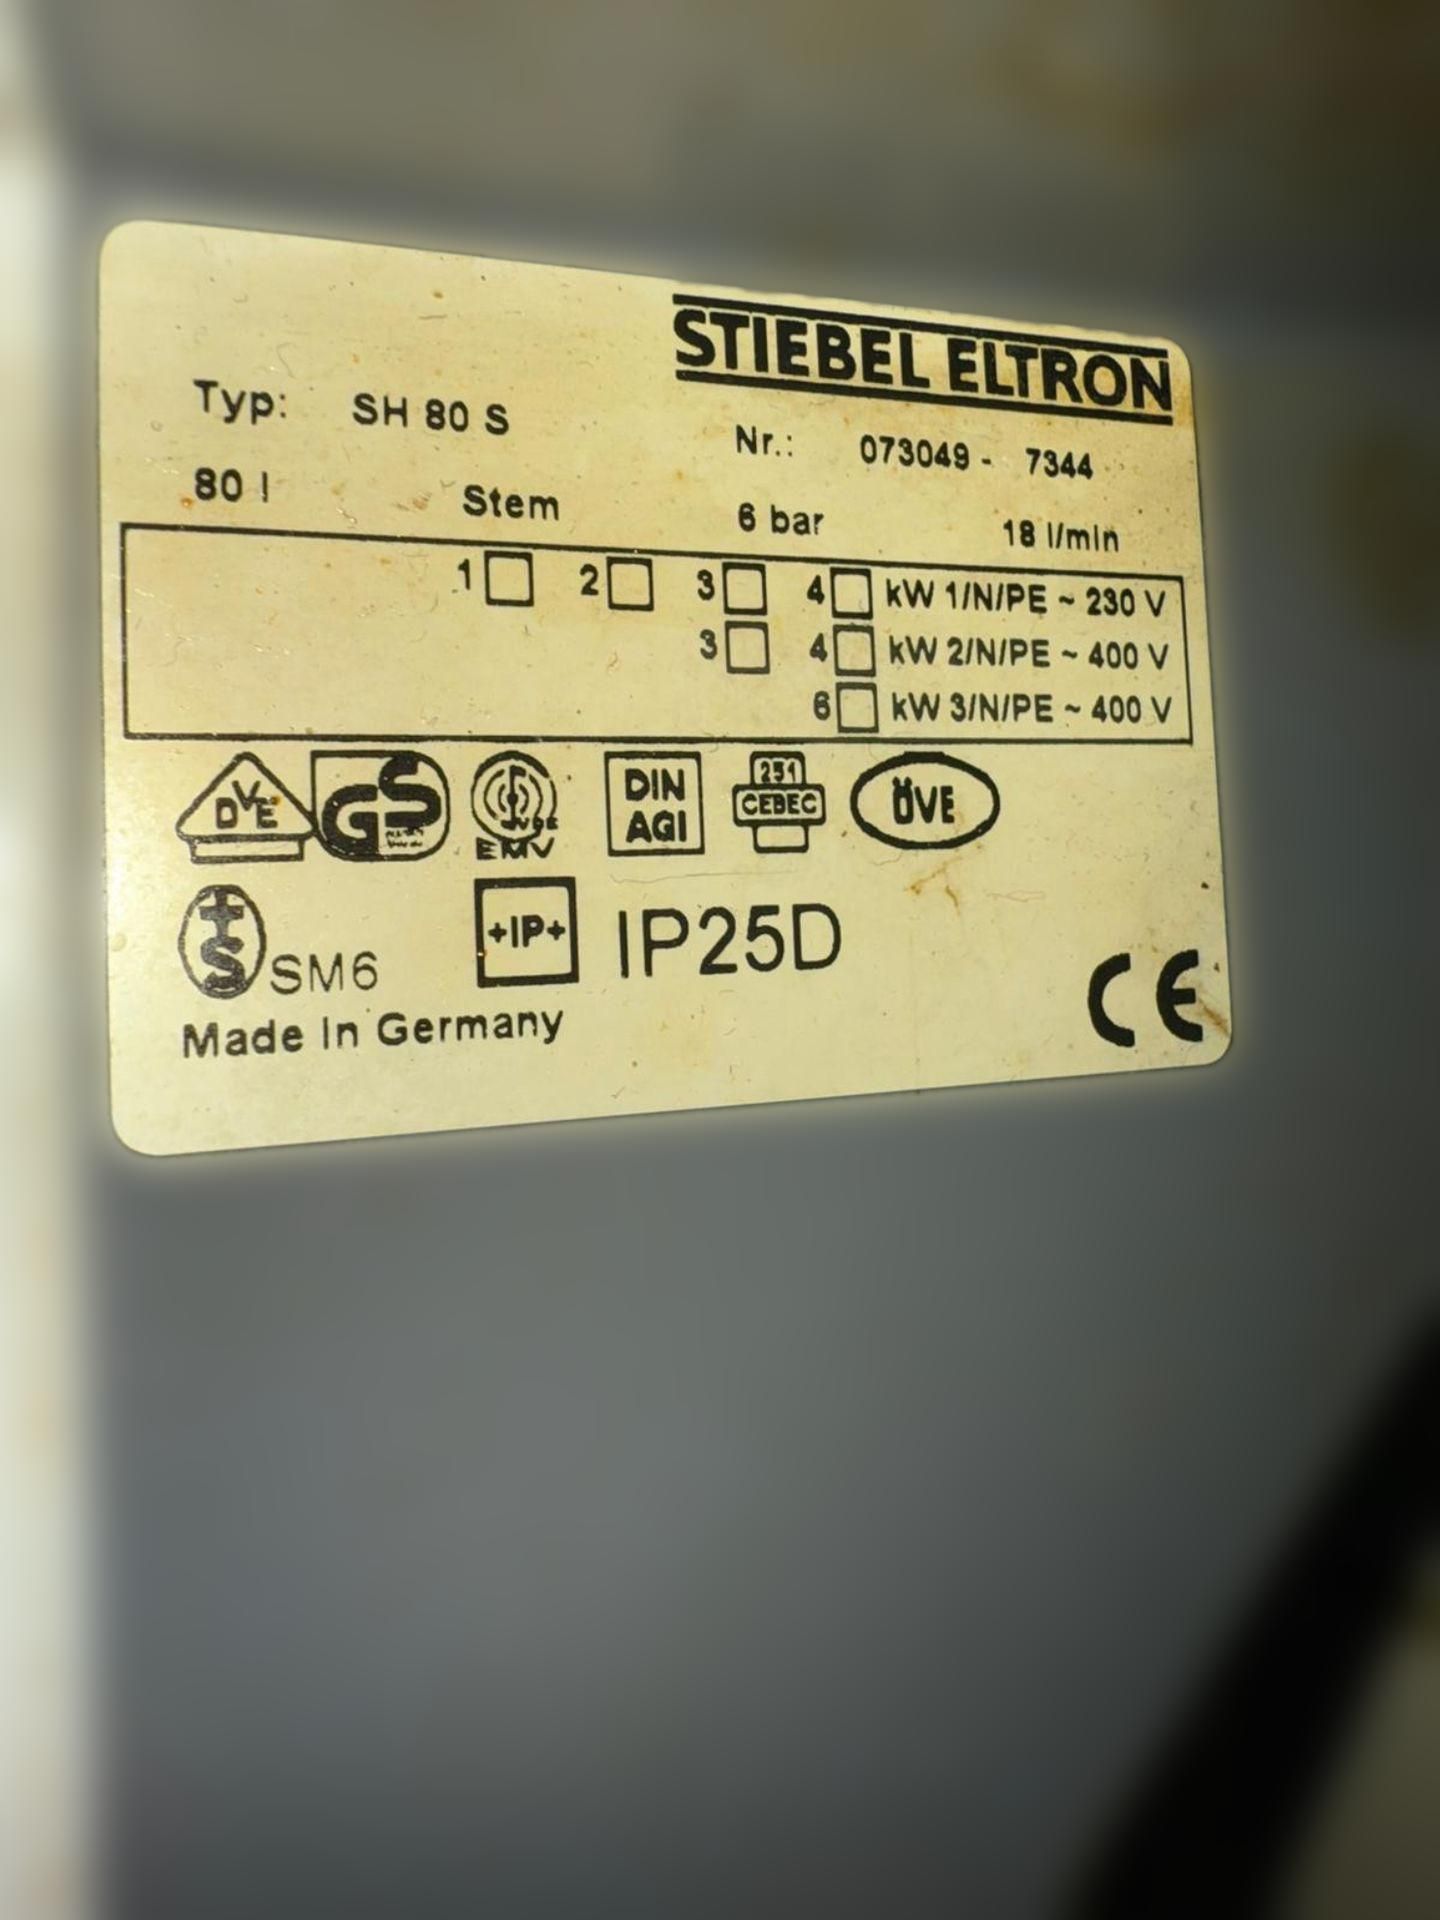 STIEBEL ELTRON
Typ: SH 80 S Nr.: 073049 - 7344
80 l Stem 6 bar 18 l/min
1 2 3 4 kW 1/N/PE ~ 230 V
3 4 kW 2/N/PE ~ 400 V
6 kW 3/N/PE ~ 400 V
DVE GS VDE EMV DIN AGI 251 CEBEC ÖVE
+S SM6 +IP+ IP25D
Made In Germany CE